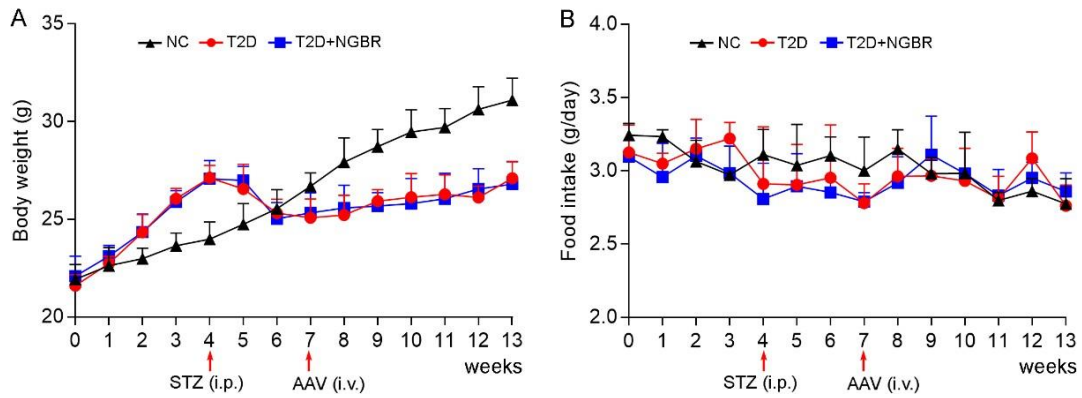 A
Body weight (g)
35
30
25
20
NC T2D T2D+NGBR
0 1 2 3 4 5 6 7 8 9 10 11 12 13
weeks
STZ (i.p.) AAV (i.v.)
B
Food intake (g/day)
4.0
3.5
3.0
2.5
2.0
NC T2D T2D+NGBR
0 1 2 3 4 5 6 7 8 9 10 11 12 13
weeks
STZ (i.p.) AAV (i.v.)